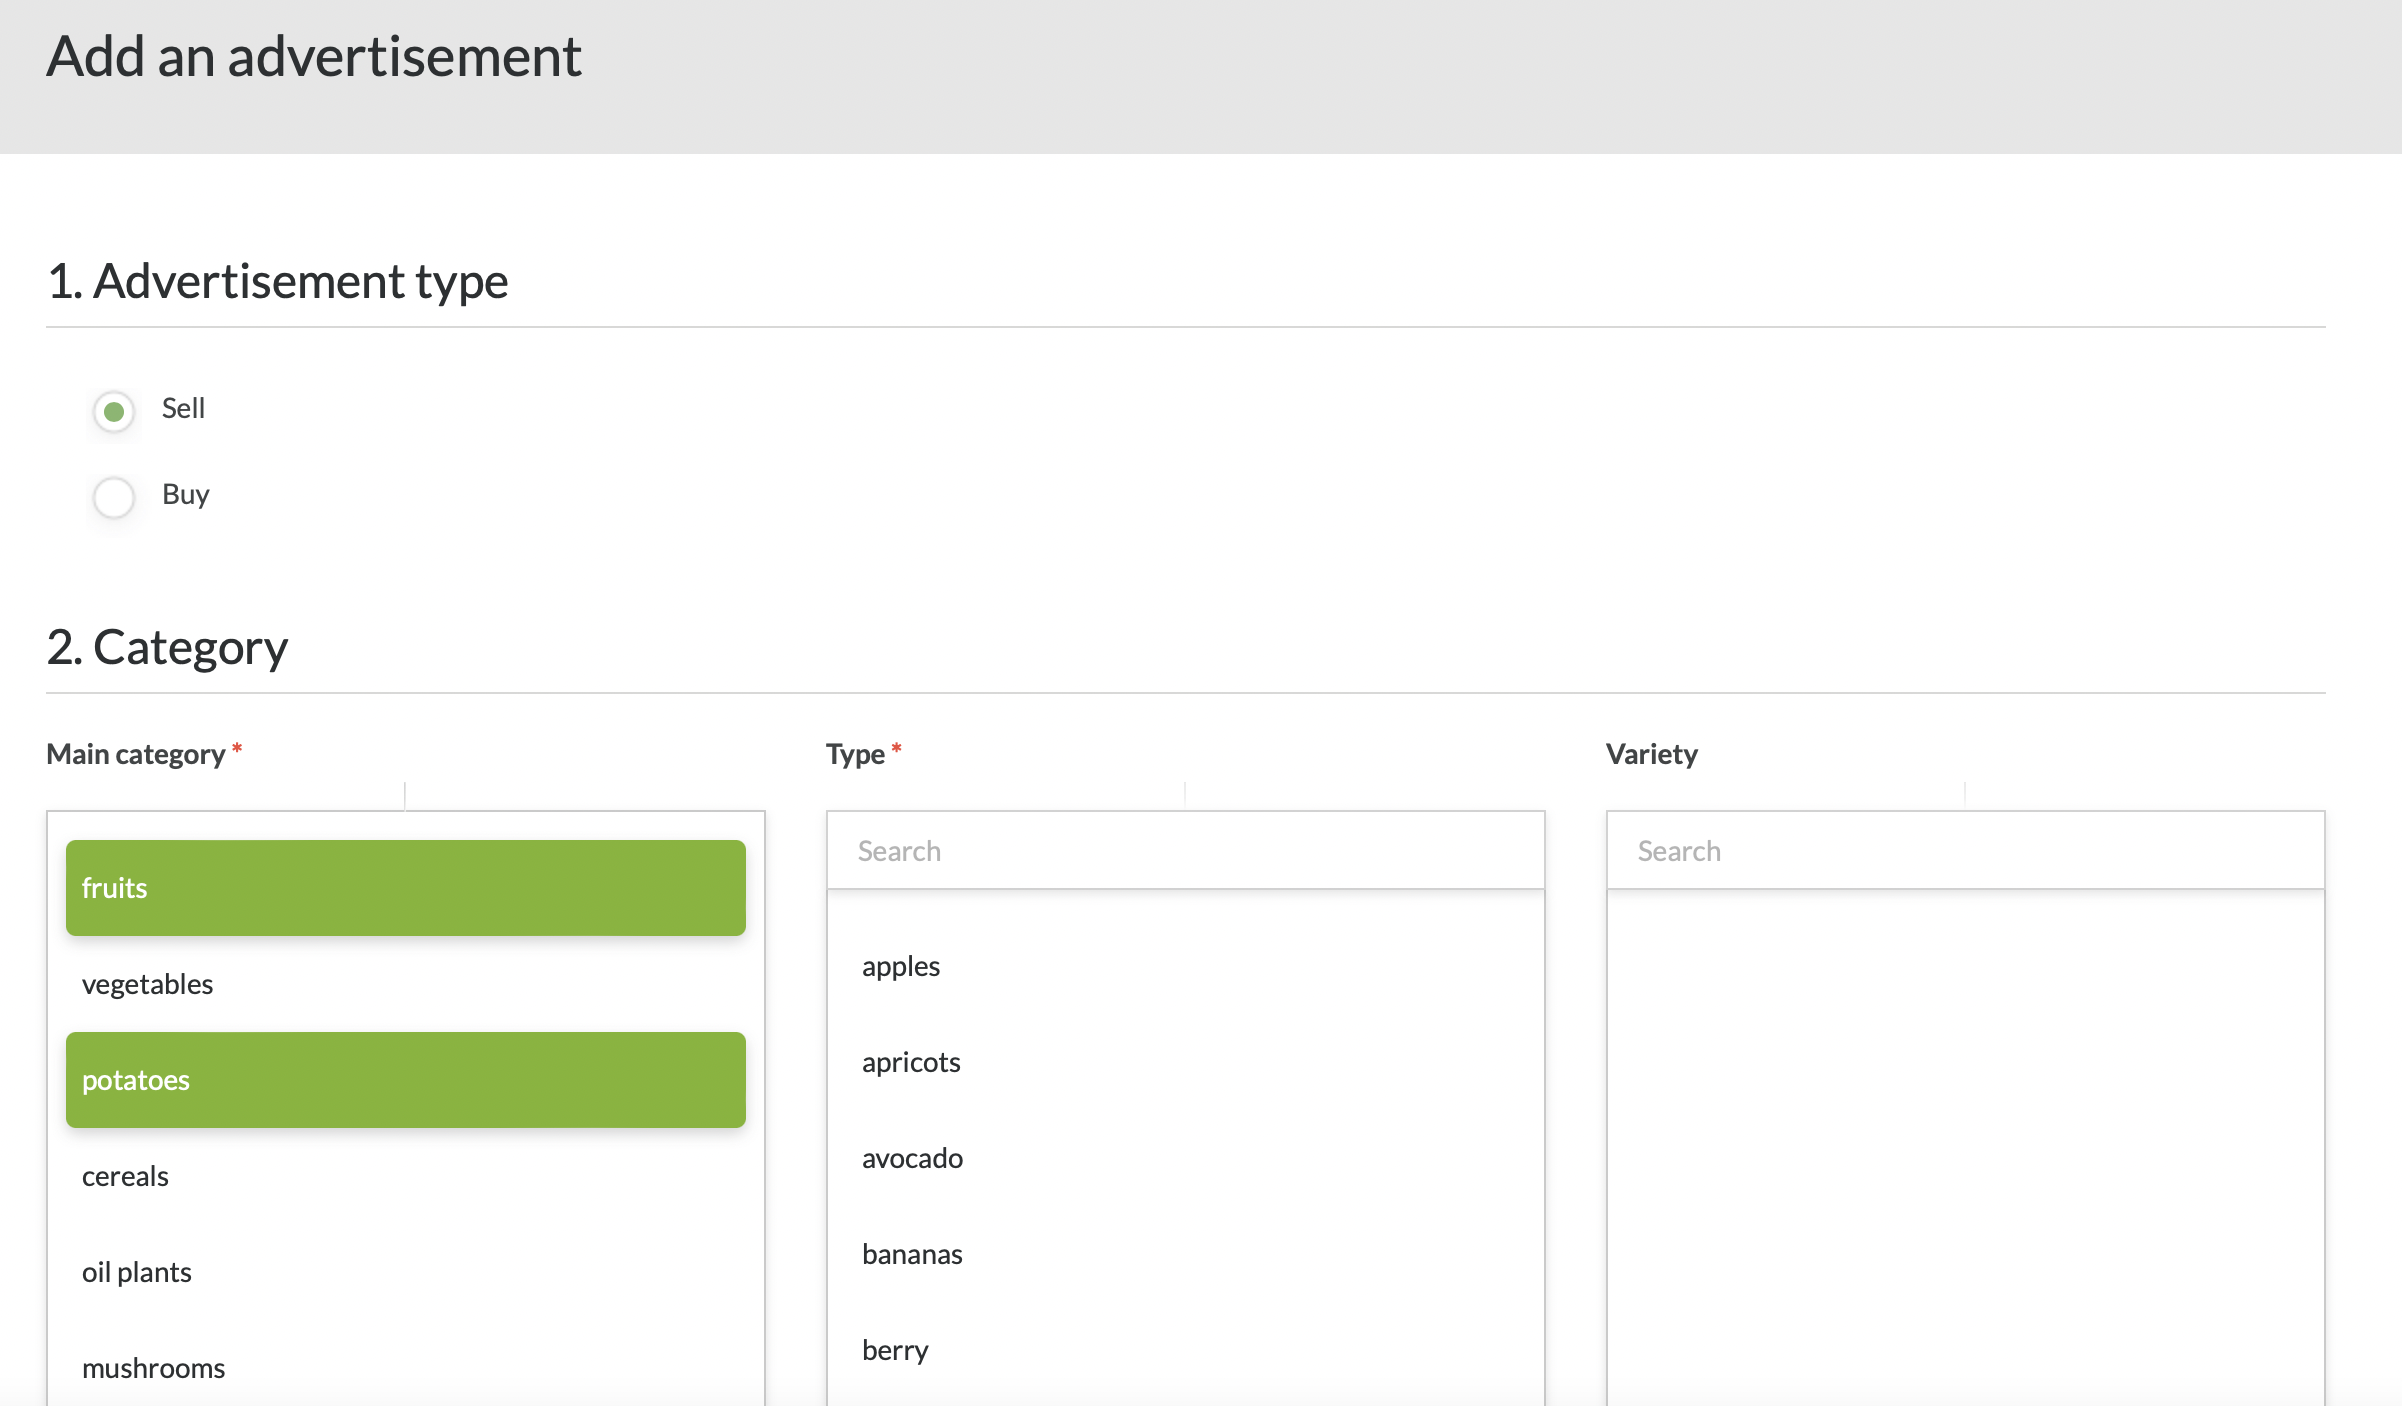 Add an advertisement
1. Advertisement type
Sell
Buy
2. Category
Main category *
fruits
vegetables
potatoes
cereals
oil plants
mushrooms
Type *
Search
apples
apricots
avocado
bananas
berry
Variety
Search